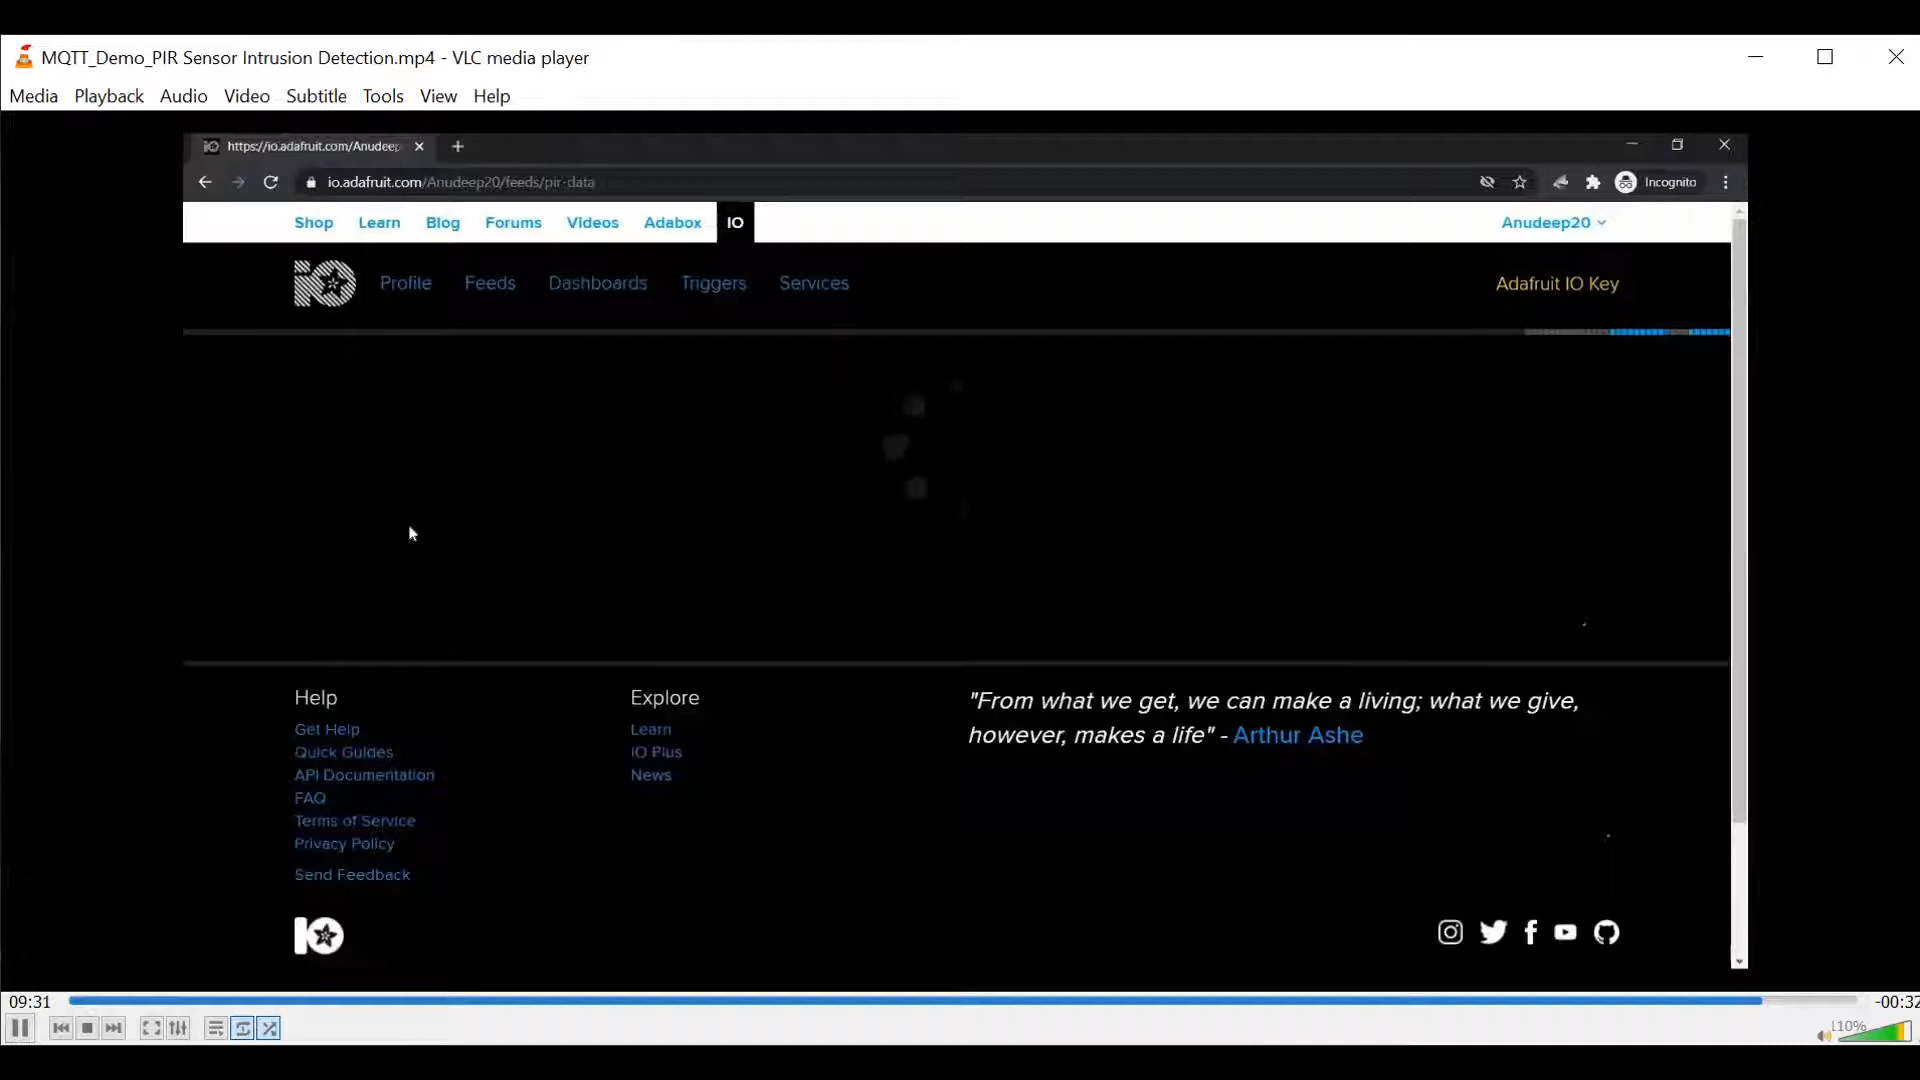 MQTT_Demo_PIR Sensor Intrusion Detection.mp4 - VLC media player
Media Playback Audio Video Subtitle Tools View Help
https://io.adafruit.com/Anudeep
io.adafruit.com/Anudeep20/feeds/pir-data Incognito
Shop Learn Blog Forums Videos Adabox IO Anudeep20
IO Profile Feeds Dashboards Triggers Services Adafruit IO Key
Help Explore
"From what we get, we can make a living; what we give,
however, makes a life" - Arthur Ashe
Get Help Learn
Quick Guides IO Plus
API Documentation News
FAQ
Terms of Service
Privacy Policy
Send Feedback
IO
09:31 -00:32
110%